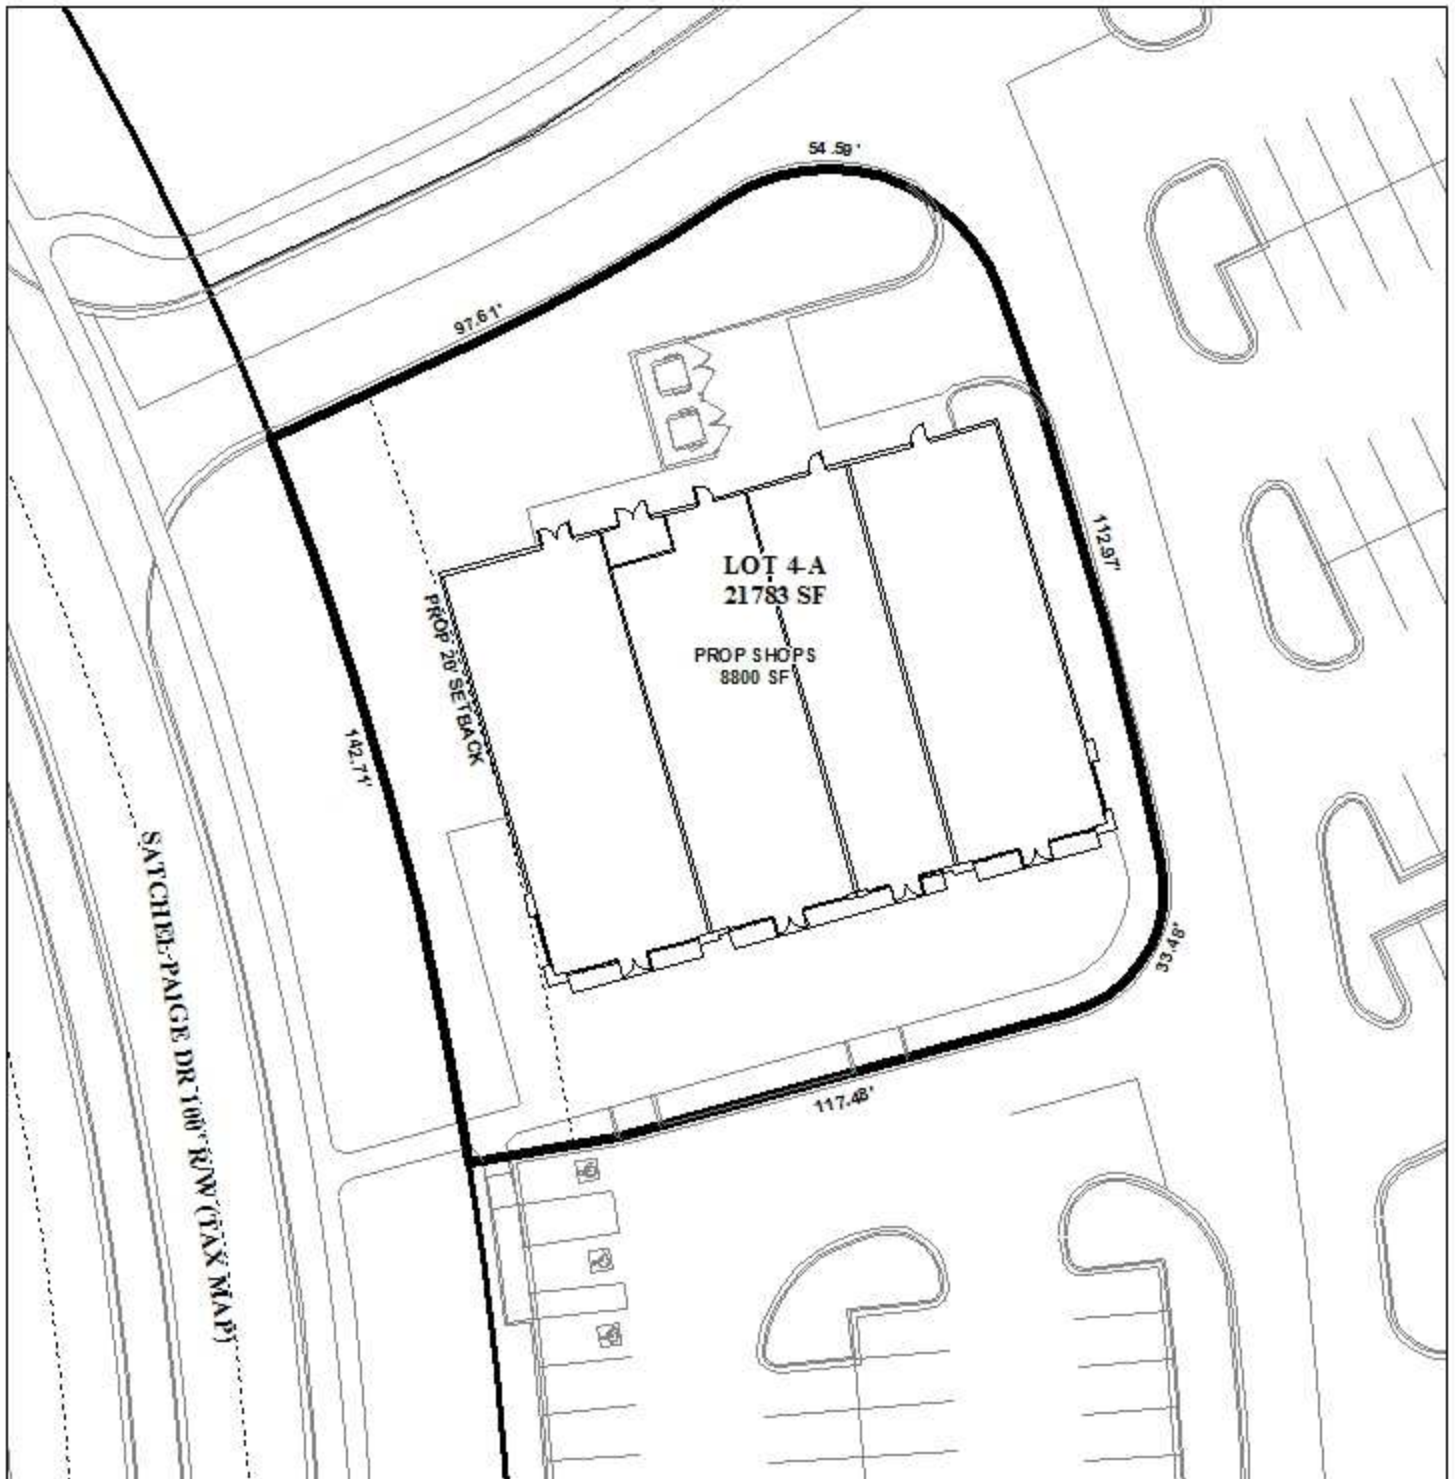 54.59'
97.61'
112.97'
LOT 4-A
21783 SF
PROP SHOPS
8800 SF
PROP 20' SETBACK
142.71'
33.48'
SATCHEL PAIGE DR 100' R/W (TAX MAP)
117.48'